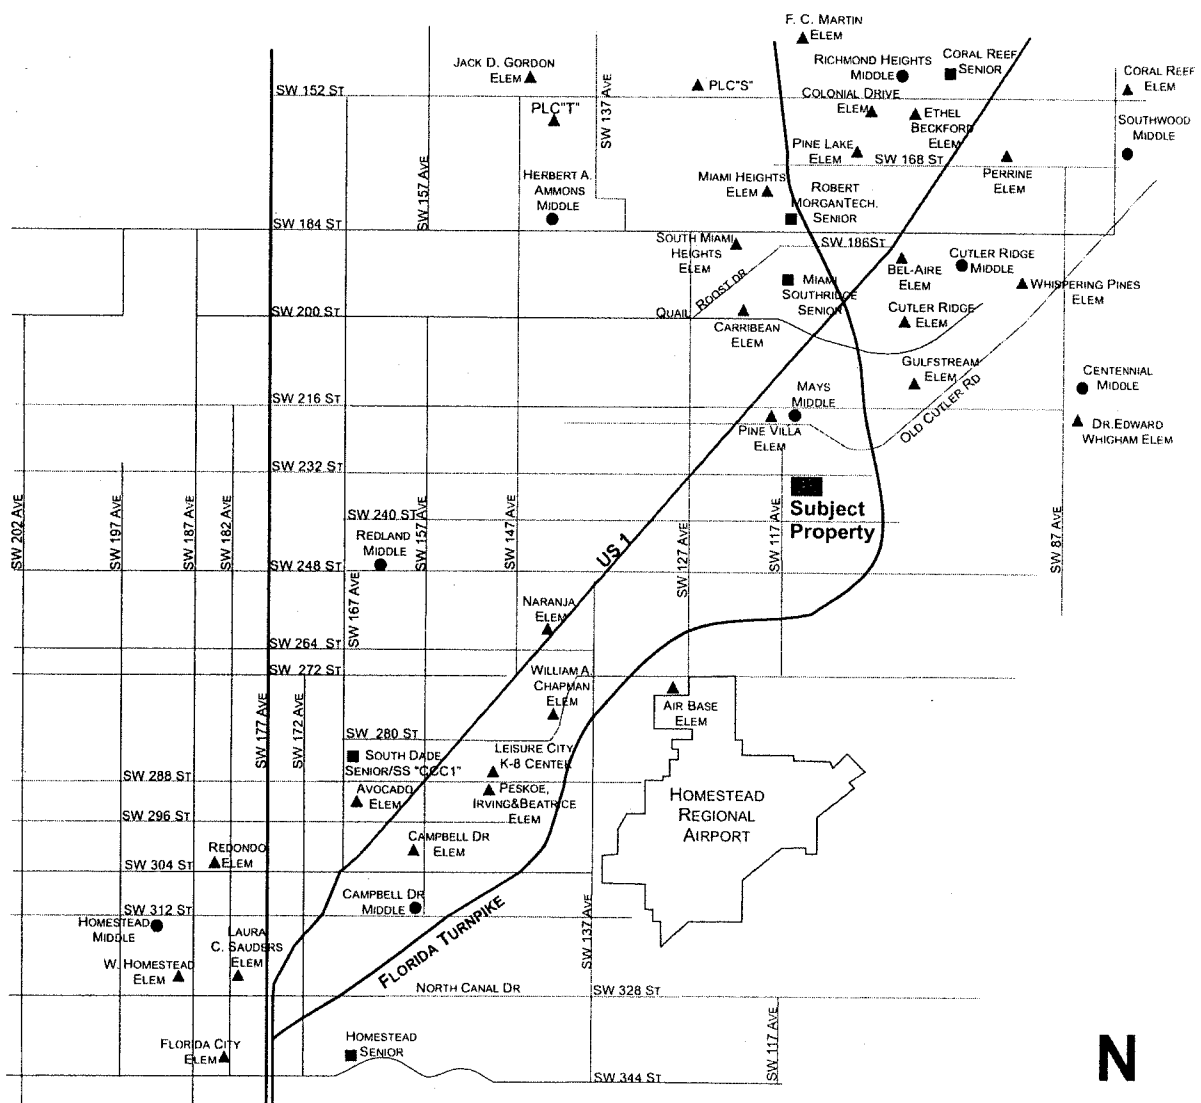 F. C. MARTIN
ELEM
JACK D. GORDON
ELEM
RICHMOND HEIGHTS
MIDDLE
CORAL REEF
SENIOR
CORAL REEF
ELEM
SW 152 ST
SW 137 AVE
PLC"S"
PLC"T"
COLONIAL DRIVE
ELEM
ETHEL
BECKFORD
ELEM
SOUTHWOOD
MIDDLE
PINE LAKE
ELEM
SW 168 ST
PERRINE
ELEM
SW 157 AVE
HERBERT A.
AMMONS
MIDDLE
MIAMI HEIGHTS
ELEM
ROBERT
MORGANTECH.
SENIOR
SW 184 ST
SW 186ST
SOUTH MIAMI
HEIGHTS
ELEM
CUTLER RIDGE
MIDDLE
BEL-AIRE
ELEM
WHISPERING PINES
ELEM
MIAMI
SOUTHRIDGE
SENIOR
QUAIL ROOST DR
SW 200 ST
CARRIBEAN
ELEM
CUTLER RIDGE
ELEM
GULFSTREAM
ELEM
CENTENNIAL
MIDDLE
OLD CUTLER RD
MAYS
MIDDLE
SW 216 ST
PINE VILLA
ELEM
DR.EDWARD
WHIGHAM ELEM
SW 232 ST
Subject
Property
SW 202 AVE
SW 197 AVE
SW 187 AVE
SW 182 AVE
SW 240 ST
REDLAND
MIDDLE
SW 157 AVE
SW 147 AVE
US 1
SW 127 AVE
SW 117 AVE
SW 87 AVE
SW 248 ST
SW 167 AVE
NARANJA
ELEM
SW 264 ST
SW 272 ST
WILLIAM A.
CHAPMAN
ELEM
AIR BASE
ELEM
SW 177 AVE
SW 172 AVE
SW 280 ST
SOUTH DADE
SENIOR/SS "CCC1"
LEISURE CITY
K-8 CENTER
SW 288 ST
AVOCADO
ELEM
PESKOE,
IRVING&BEATRICE
ELEM
HOMESTEAD
REGIONAL
AIRPORT
SW 296 ST
REDONDO
ELEM
CAMPBELL DR
ELEM
SW 304 ST
CAMPBELL DR
MIDDLE
SW 312 ST
HOMESTEAD
MIDDLE
LAURA
C. SAUDERS
ELEM
FLORIDA TURNPIKE
SW 137 AVE
W. HOMESTEAD
ELEM
NORTH CANAL DR
SW 328 ST
SW 117 AVE
FLORIDA CITY
ELEM
HOMESTEAD
SENIOR
SW 344 ST
N